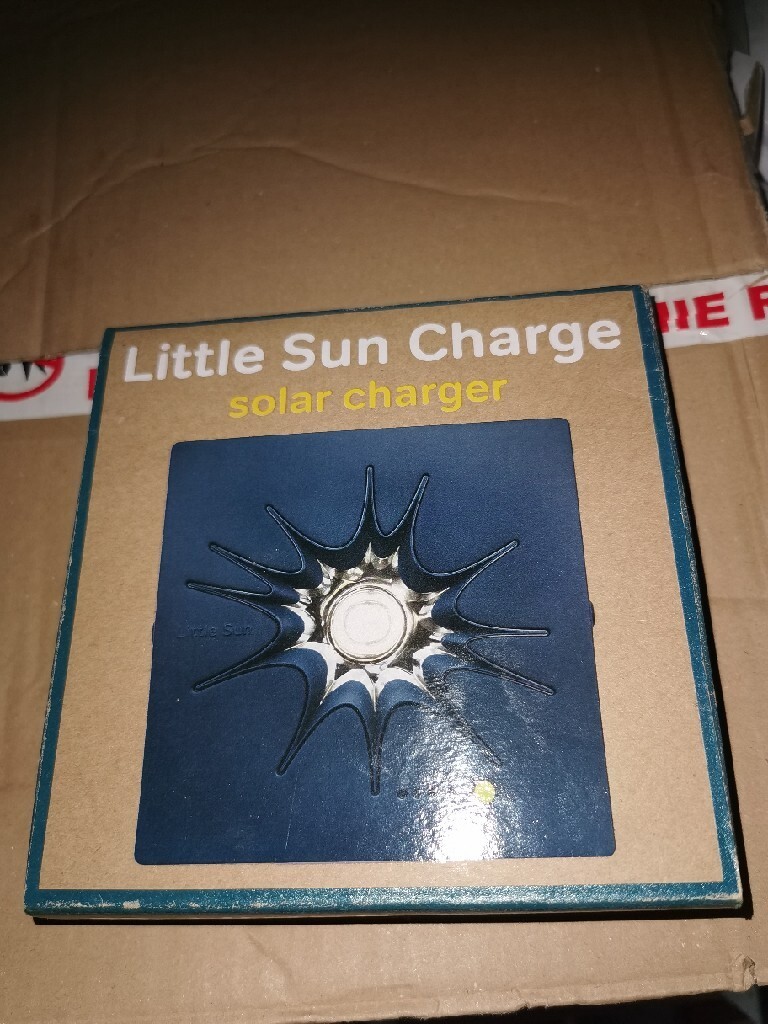 Little Sun Charge
solar charger
Little Sun